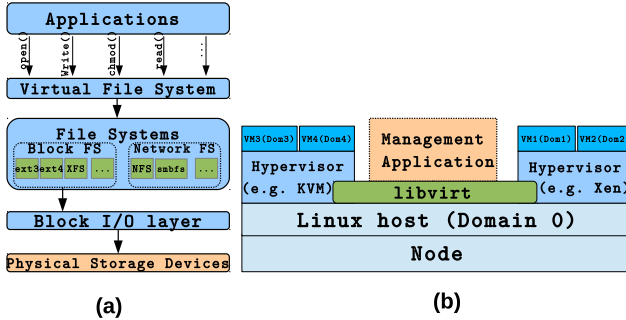 Applications
open()
Write()
chmod()
read()
...
Virtual File System
File Systems
Block FS
Network FS
ext3
ext4
XFS
...
NFS
smbfs
...
Block I/O layer
Physical Storage Devices
(a)
VM3(Dom3)
VM4(Dom4)
Hypervisor
(e.g. KVM)
Management
Application
libvirt
VM1(Dom1)
VM2(Dom2
Hypervisor
(e.g. Xen)
Linux host (Domain 0)
Node
(b)